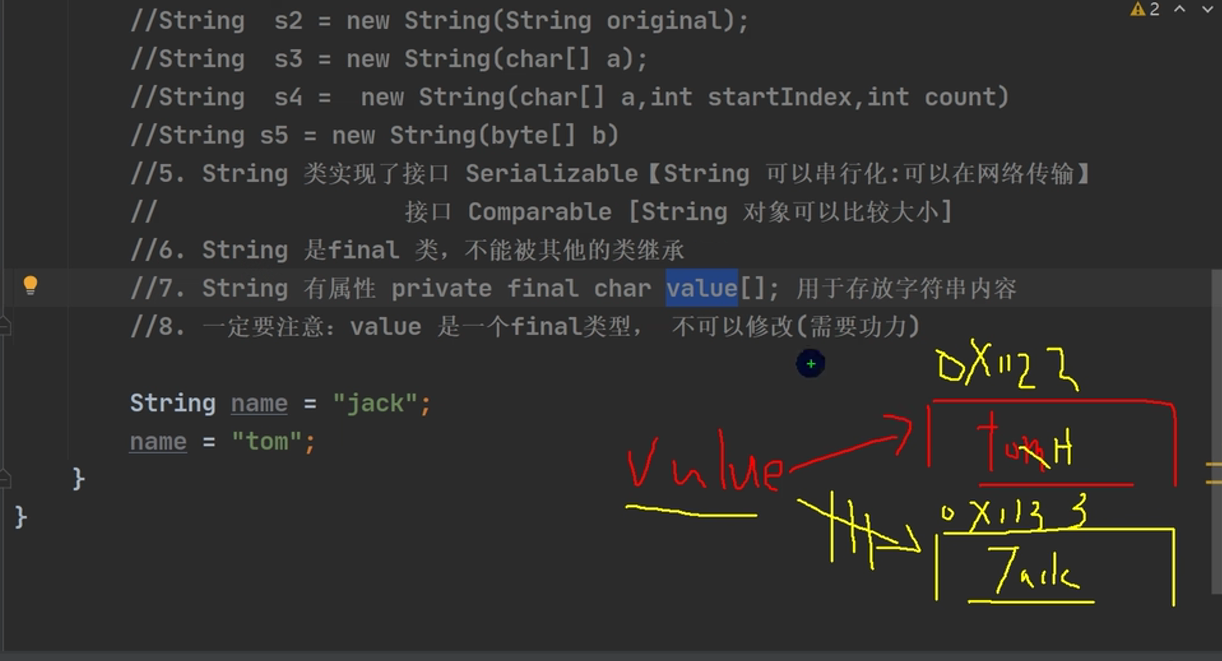 //String  s2 = new String(String original);
2
//String  s3 = new String(char[] a);
//String  s4 =  new String(char[] a,int startIndex,int count)
//String s5 = new String(byte[] b)
//5. String 类实现了接口 Serializable【String 可以串行化:可以在网络传输】
//                 接口 Comparable [String 对象可以比较大小]
//6. String 是final 类，不能被其他的类继承
//7. String 有属性 private final char value[]; 用于存放字符串内容
//8. 一定要注意：value 是一个final类型， 不可以修改(需要功力)
0X1122
String name = "jack";
tom H
name = "tom";
Vulue
}
0X1133
}
Jack